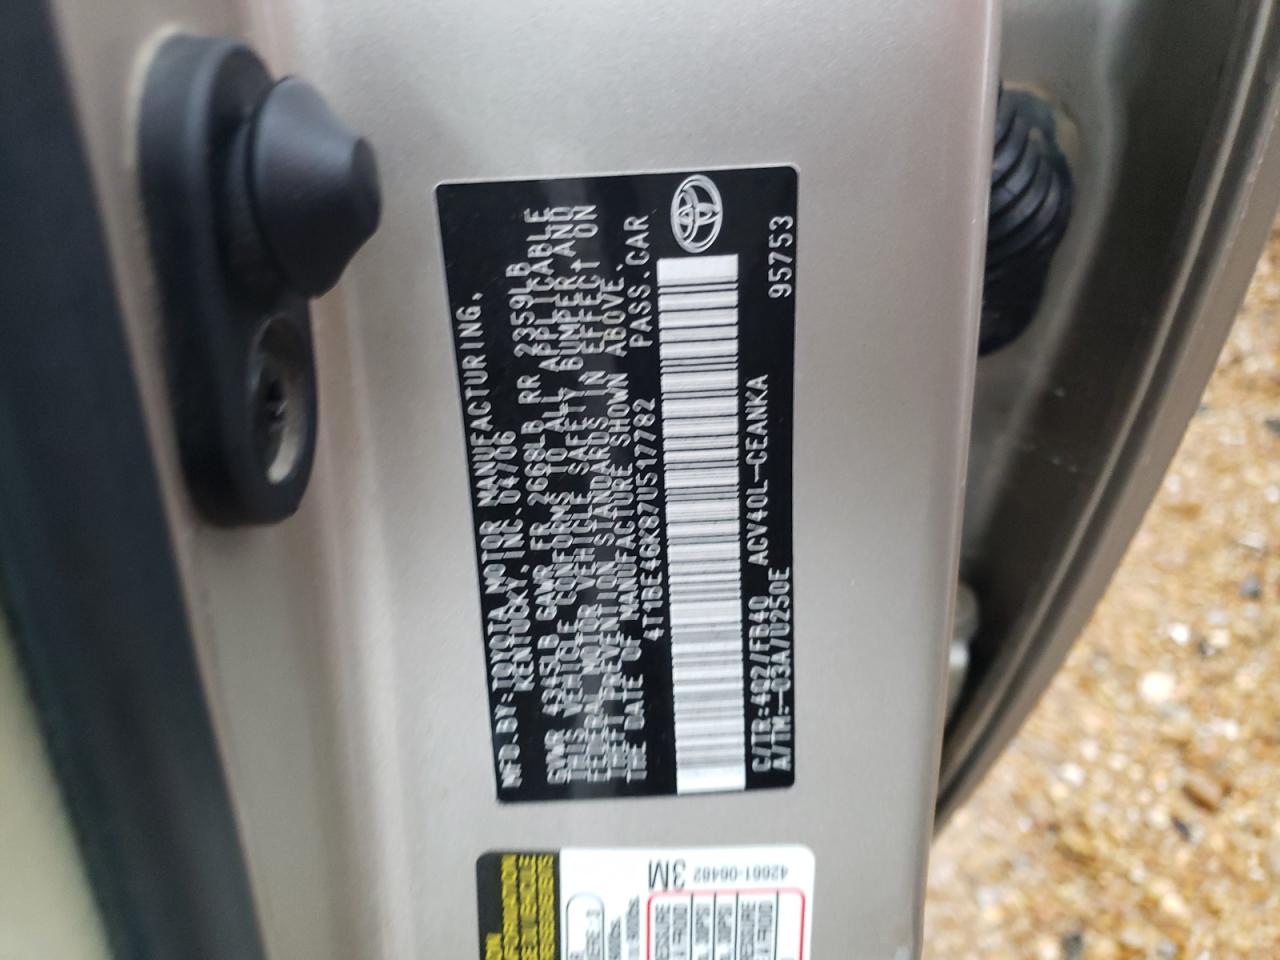 MFD.BY-TOYOTA MOTOR MANUFACTURING,
KENTUCKY, INC. 04/06
GVWR 4345LB GAWR FR 2668LB RR 2359LB
THIS VEHICLE CONFORMS TO ALL APPLICABLE
FEDERAL MOTOR VEHICLE SAFETY, BUMPER, AND
THEFT PREVENTION STANDARDS IN EFFECT ON
THE DATE OF MANUFACTURE SHOWN ABOVE.
4T1BE46K87U517782 PASS.CAR
C/TR:4Q2/FB40 ACV40L-CEANKA
A/TM:-03A/U250E 95753
3M
42661-06482